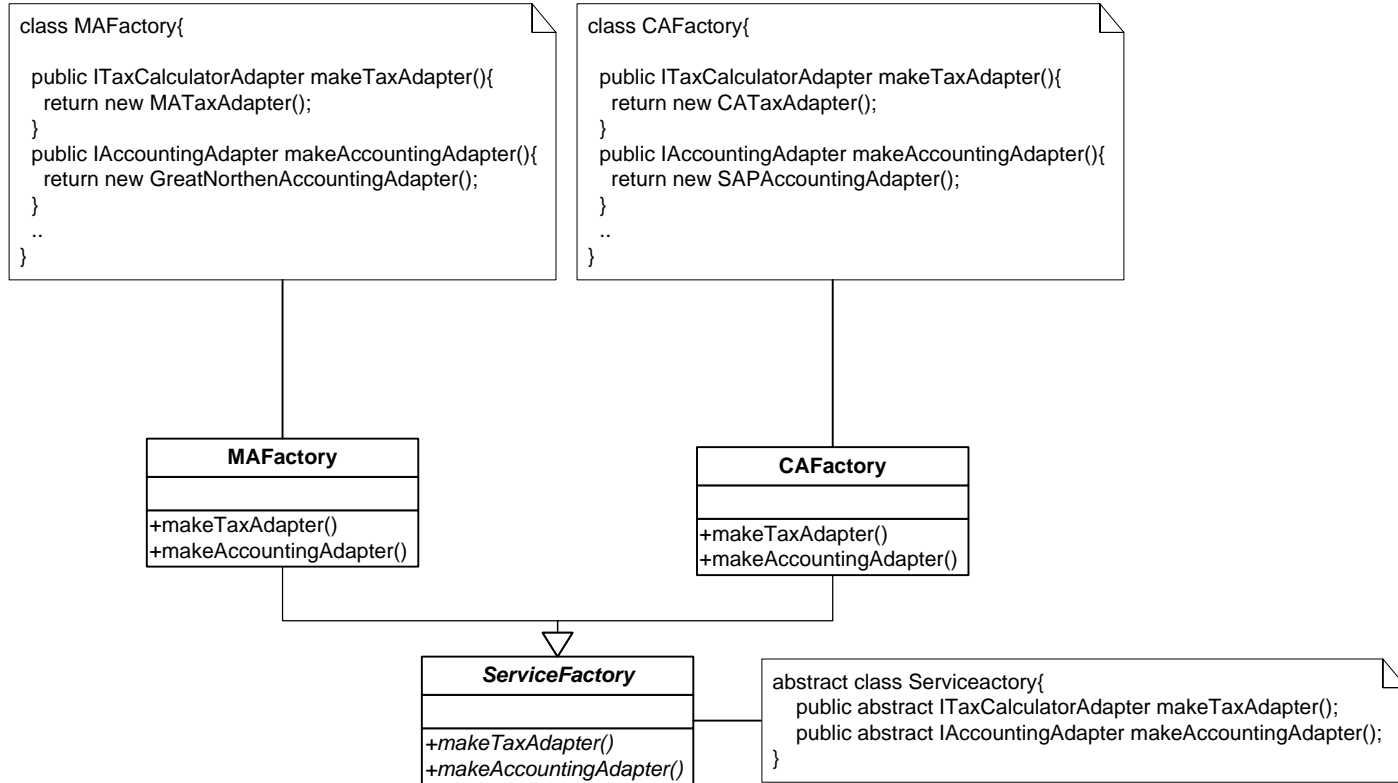 class MAFactory{
public ITaxCalculatorAdapter makeTaxAdapter(){
return new MATaxAdapter();
}
public IAccountingAdapter makeAccountingAdapter(){
return new GreatNorthenAccountingAdapter();
}
..
}
class CAFactory{
public ITaxCalculatorAdapter makeTaxAdapter(){
return new CATaxAdapter();
}
public IAccountingAdapter makeAccountingAdapter(){
return new SAPAccountingAdapter();
}
..
}
MAFactory
+makeTaxAdapter()
+makeAccountingAdapter()
CAFactory
+makeTaxAdapter()
+makeAccountingAdapter()
ServiceFactory
+makeTaxAdapter()
+makeAccountingAdapter()
abstract class Serviceactory{
public abstract ITaxCalculatorAdapter makeTaxAdapter();
public abstract IAccountingAdapter makeAccountingAdapter();
}